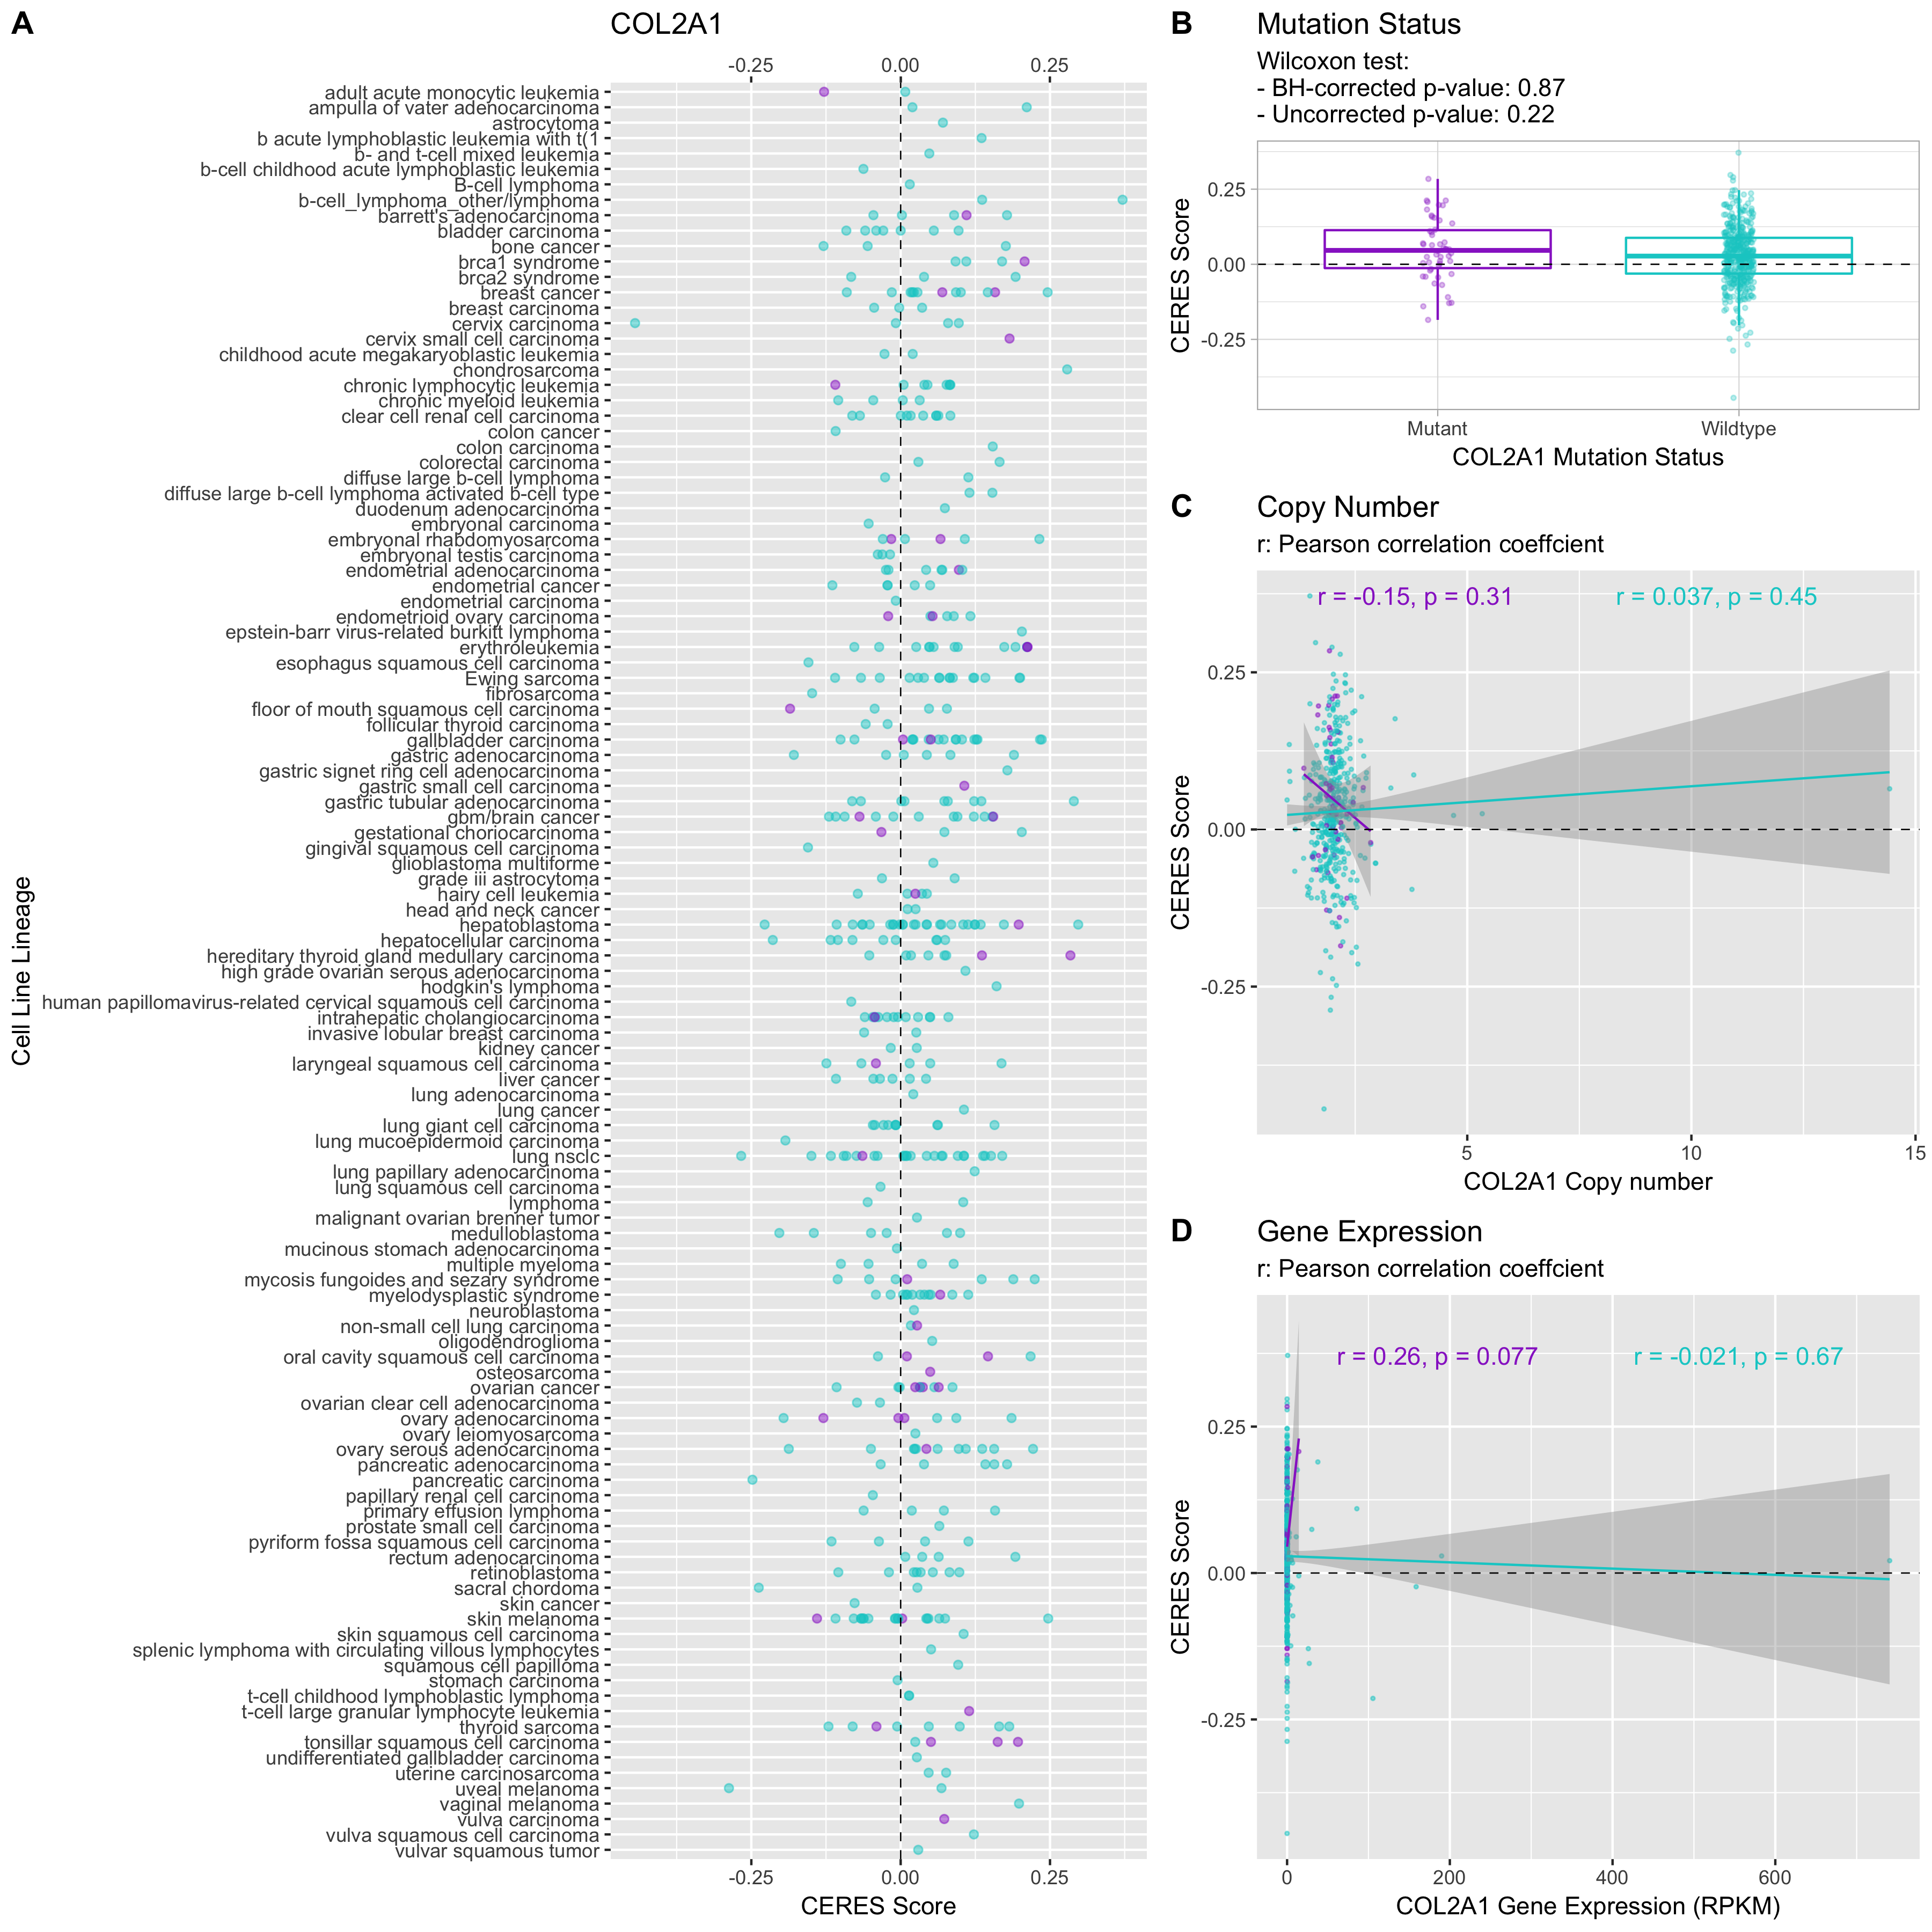 A
COL2A1
-0.25 0.00 0.25
adult acute monocytic leukemia
ampulla of vater adenocarcinoma
astrocytoma
b acute lymphoblastic leukemia with t(1
b- and t-cell mixed leukemia
b-cell childhood acute lymphoblastic leukemia
B-cell lymphoma
b-cell_lymphoma_other/lymphoma
barrett's adenocarcinoma
bladder carcinoma
bone cancer
brca1 syndrome
brca2 syndrome
breast cancer
breast carcinoma
cervix carcinoma
cervix small cell carcinoma
childhood acute megakaryoblastic leukemia
chondrosarcoma
chronic lymphocytic leukemia
chronic myeloid leukemia
clear cell renal cell carcinoma
colon cancer
colon carcinoma
colorectal carcinoma
diffuse large b-cell lymphoma
diffuse large b-cell lymphoma activated b-cell type
duodenum adenocarcinoma
embryonal carcinoma
embryonal rhabdomyosarcoma
embryonal testis carcinoma
endometrial adenocarcinoma
endometrial cancer
endometrial carcinoma
endometrioid ovary carcinoma
epstein-barr virus-related burkitt lymphoma
erythroleukemia
esophagus squamous cell carcinoma
Ewing sarcoma
fibrosarcoma
floor of mouth squamous cell carcinoma
follicular thyroid carcinoma
gallbladder carcinoma
gastric adenocarcinoma
gastric signet ring cell adenocarcinoma
gastric small cell carcinoma
gastric tubular adenocarcinoma
gbm/brain cancer
gestational choriocarcinoma
gingival squamous cell carcinoma
glioblastoma multiforme
grade iii astrocytoma
hairy cell leukemia
head and neck cancer
hepatoblastoma
hepatocellular carcinoma
hereditary thyroid gland medullary carcinoma
high grade ovarian serous adenocarcinoma
hodgkin's lymphoma
human papillomavirus-related cervical squamous cell carcinoma
intrahepatic cholangiocarcinoma
invasive lobular breast carcinoma
kidney cancer
laryngeal squamous cell carcinoma
liver cancer
lung adenocarcinoma
lung cancer
lung giant cell carcinoma
lung mucoepidermoid carcinoma
lung nsclc
lung papillary adenocarcinoma
lung squamous cell carcinoma
lymphoma
malignant ovarian brenner tumor
medulloblastoma
mucinous stomach adenocarcinoma
multiple myeloma
mycosis fungoides and sezary syndrome
myelodysplastic syndrome
neuroblastoma
non-small cell lung carcinoma
oligodendroglioma
oral cavity squamous cell carcinoma
osteosarcoma
ovarian cancer
ovarian clear cell adenocarcinoma
ovary adenocarcinoma
ovary leiomyosarcoma
ovary serous adenocarcinoma
pancreatic adenocarcinoma
pancreatic carcinoma
papillary renal cell carcinoma
primary effusion lymphoma
prostate small cell carcinoma
pyriform fossa squamous cell carcinoma
rectum adenocarcinoma
retinoblastoma
sacral chordoma
skin cancer
skin melanoma
skin squamous cell carcinoma
splenic lymphoma with circulating villous lymphocytes
squamous cell papilloma
stomach carcinoma
t-cell childhood lymphoblastic lymphoma
t-cell large granular lymphocyte leukemia
thyroid sarcoma
tonsillar squamous cell carcinoma
undifferentiated gallbladder carcinoma
uterine carcinosarcoma
uveal melanoma
vaginal melanoma
vulva carcinoma
vulva squamous cell carcinoma
vulvar squamous tumor
-0.25 0.00 0.25
CERES Score
Cell Line Lineage
B
Mutation Status
Wilcoxon test:
- BH-corrected p-value: 0.87
- Uncorrected p-value: 0.22
0.25
0.00
-0.25
CERES Score
Mutant Wildtype
COL2A1 Mutation Status
C
Copy Number
r: Pearson correlation coeffcient
r = -0.15, p = 0.31 r = 0.037, p = 0.45
0.25
0.00
-0.25
CERES Score
5 10 15
COL2A1 Copy number
D
Gene Expression
r: Pearson correlation coeffcient
r = 0.26, p = 0.077 r = -0.021, p = 0.67
0.25
0.00
-0.25
CERES Score
0 200 400 600
COL2A1 Gene Expression (RPKM)